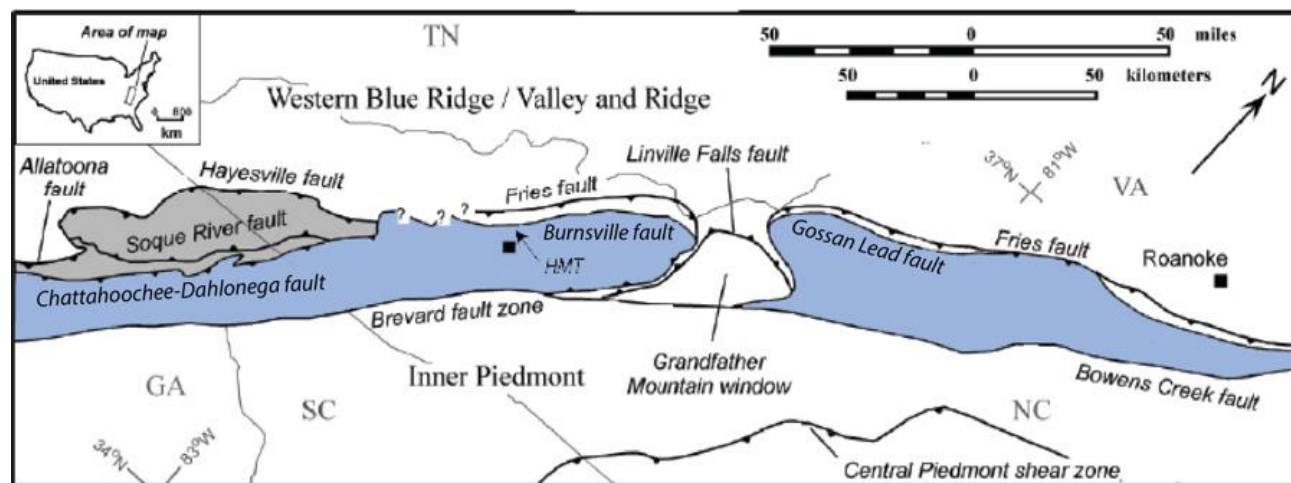 Area of map
United States
0 600
km
TN
50 0 50
miles
50 0 50
kilometers
N
Western Blue Ridge / Valley and Ridge
Allatoona
fault
Hayesville fault
Linville Falls fault
37°N
81°W
VA
Fries fault
? ? ?
Soque River fault
Burnsville fault
HMT
Gossan Lead fault
Fries fault
Roanoke
Chattahoochee-Dahlonega fault
Brevard fault zone
Grandfather
Mountain window
Inner Piedmont
Bowens Creek fault
GA
SC
NC
34°N
83°W
Central Piedmont shear zone